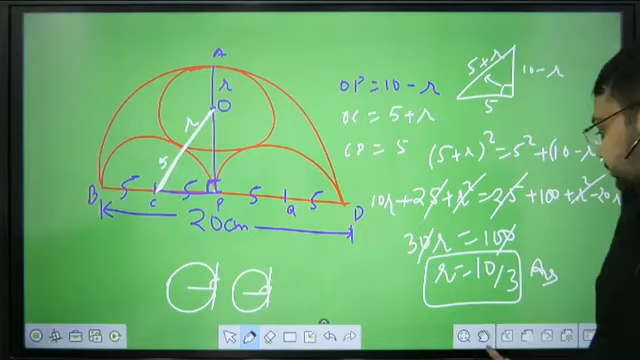 A
r
O
r
5
B
5
C
5
P
5
Q
5
D
20cm
OP = 10 - r
OC = 5 + r
CP = 5
5 + r
10 - r
5
(5+r)² = 5² + (10 - r
10r + 25 + r² = 25 + 100 + r² - 20r
30r = 100
r = 10/3 Ans